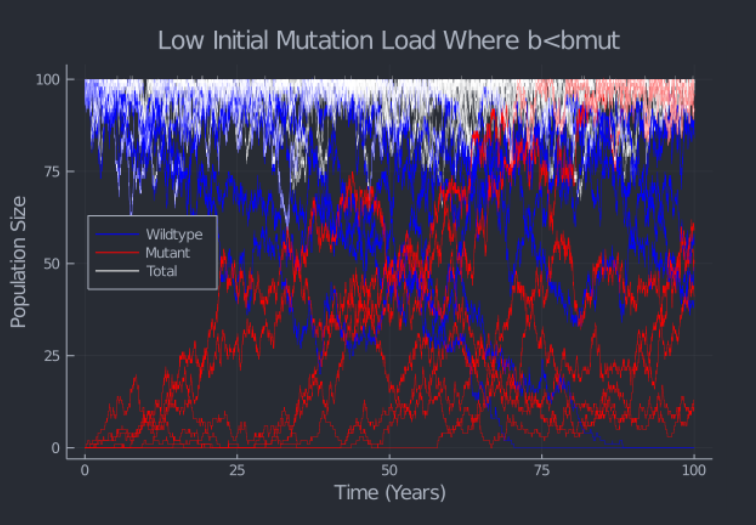 Low Initial Mutation Load Where b<bmut
100
75
50
25
0
Population Size
Wildtype
Mutant
Total
0 25 50 75 100
Time (Years)